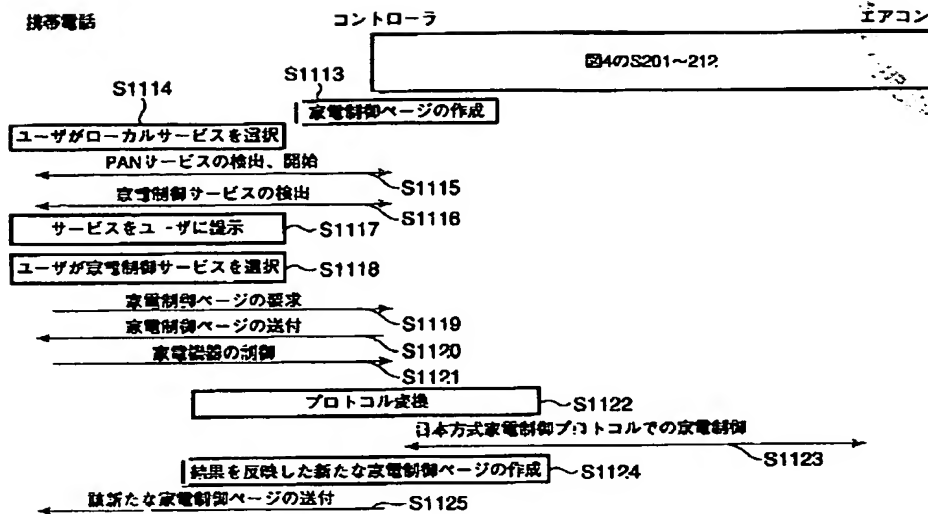 携帯電話
コントローラ
エアコン
図4のS201～212
S1113
家電制御ページの作成
S1114
ユーザがローカルサービスを選択
PANサービスの検出、開始
S1115
家電制御サービスの検出
S1116
サービスをユーザに提示
S1117
ユーザが家電制御サービスを選択
S1118
家電制御ページの要求
S1119
家電制御ページの送付
S1120
家電機器の制御
S1121
プロトコル変換
S1122
日本方式家電制御プロトコルでの家電制御
S1123
結果を反映した新たな家電制御ページの作成
S1124
該新たな家電制御ページの送付
S1125